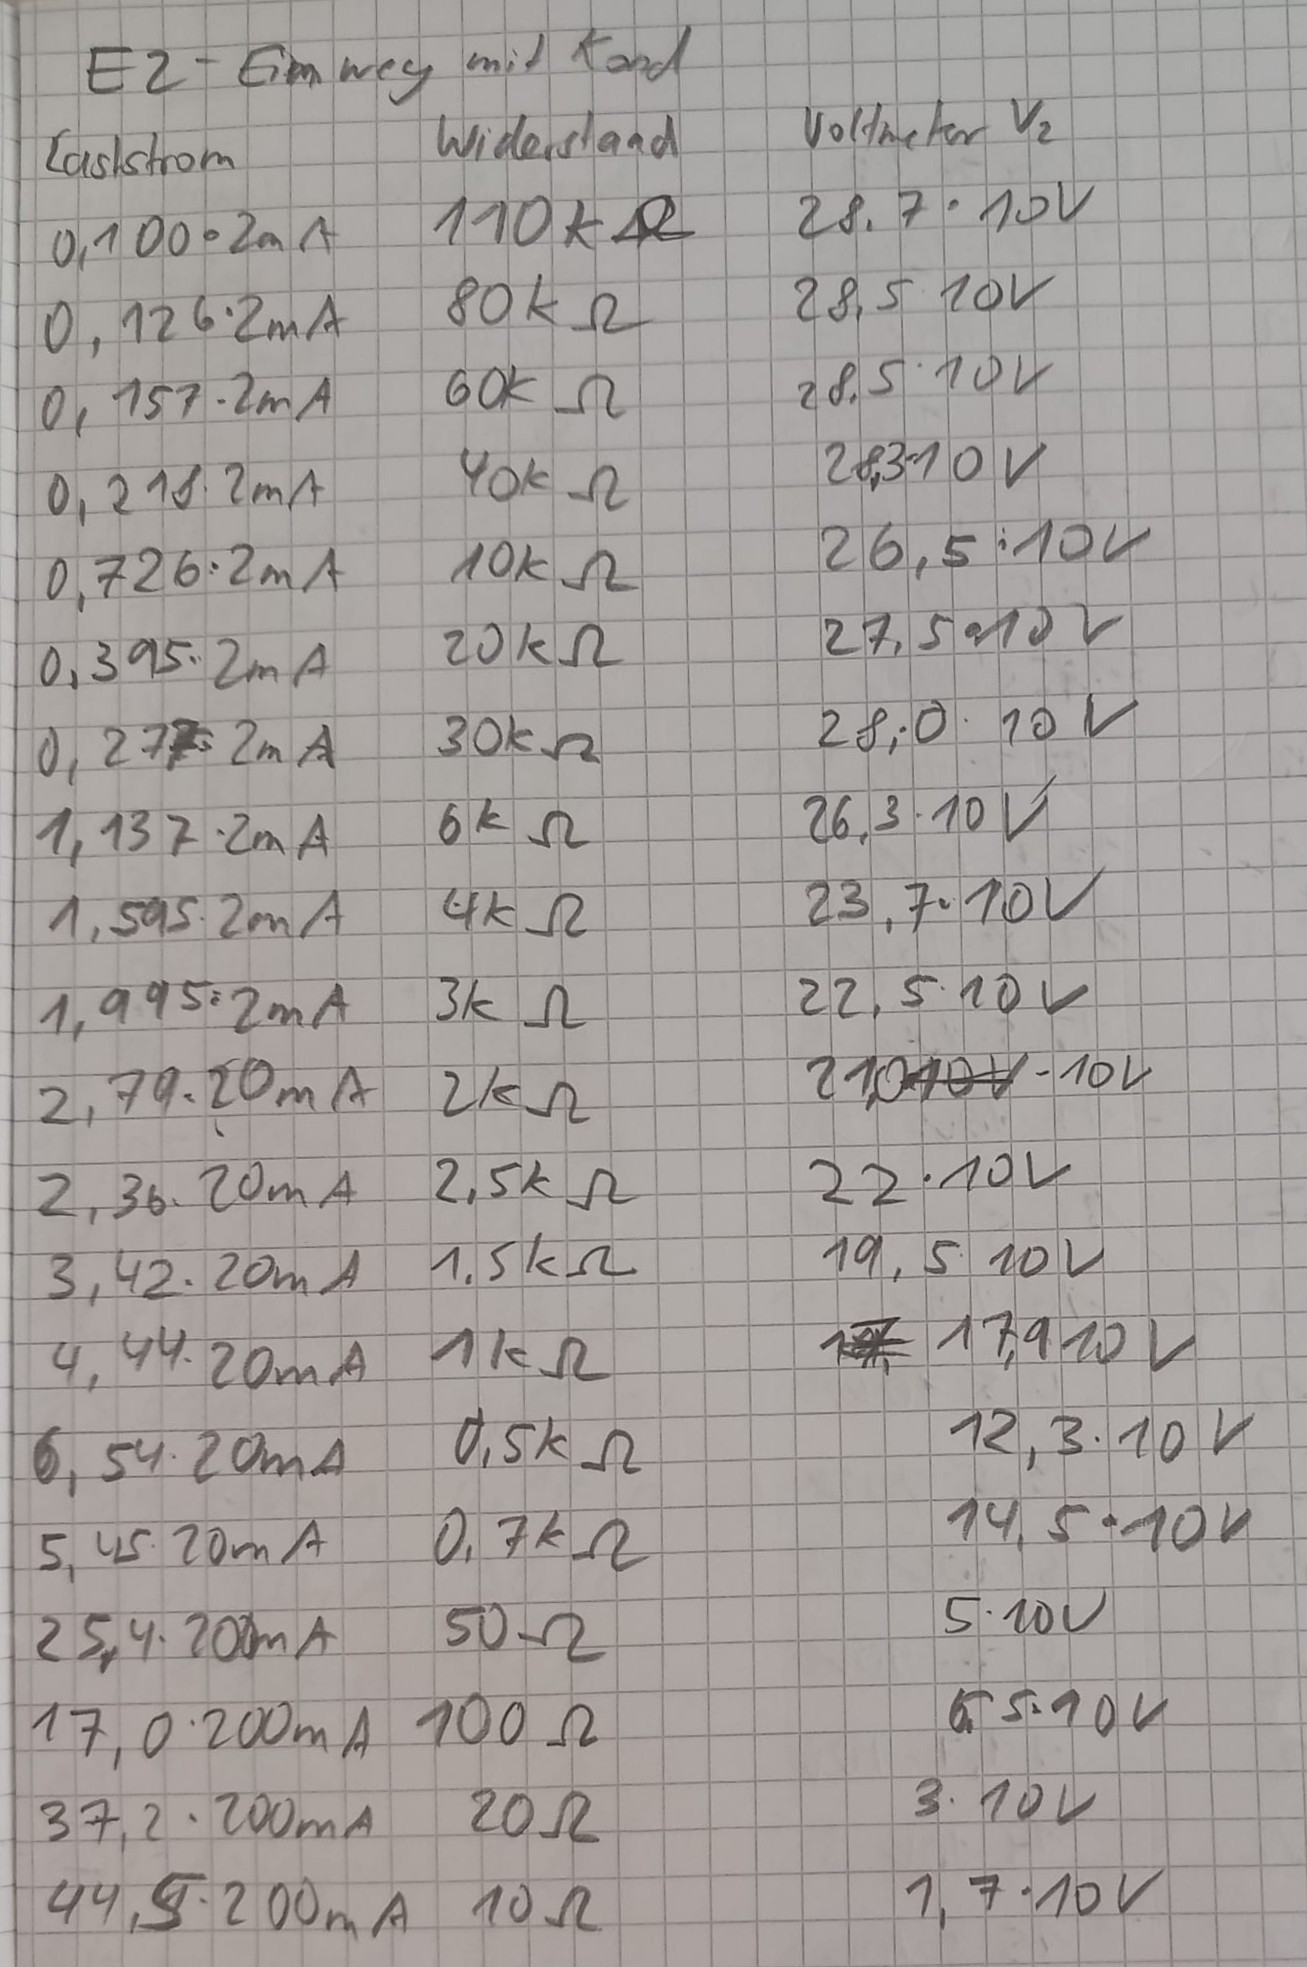 E2 - Einweg mit Kond
Laststrom Widerstand Voltmeter V2
0,100·2mA 110kΩ 28.7·10V
0,126·2mA 80kΩ 28,5·10V
0,157·2mA 60kΩ 28,5·10V
0,218·2mA 40kΩ 28,3·10V
0,726·2mA 10kΩ 26,5·10V
0,395·2mA 20kΩ 27,5·10V
0,277·2mA 30kΩ 28,0·10V
1,137·2mA 6kΩ 26,3·10V
1,595·2mA 4kΩ 23,7·10V
1,995·2mA 3kΩ 22,5·10V
2,79·20mA 2kΩ 21,0·10V
2,36·20mA 2,5kΩ 22·10V
3,42·20mA 1,5kΩ 19,5·10V
4,44·20mA 1kΩ 17,9·10V
6,54·20mA 0,5kΩ 12,3·10V
5,45·20mA 0,7kΩ 14,5·10V
25,4·200mA 50Ω 5·10V
17,0·200mA 100Ω 5·10V
37,2·200mA 20Ω 3·10V
44,5·200mA 10Ω 1,7·10V